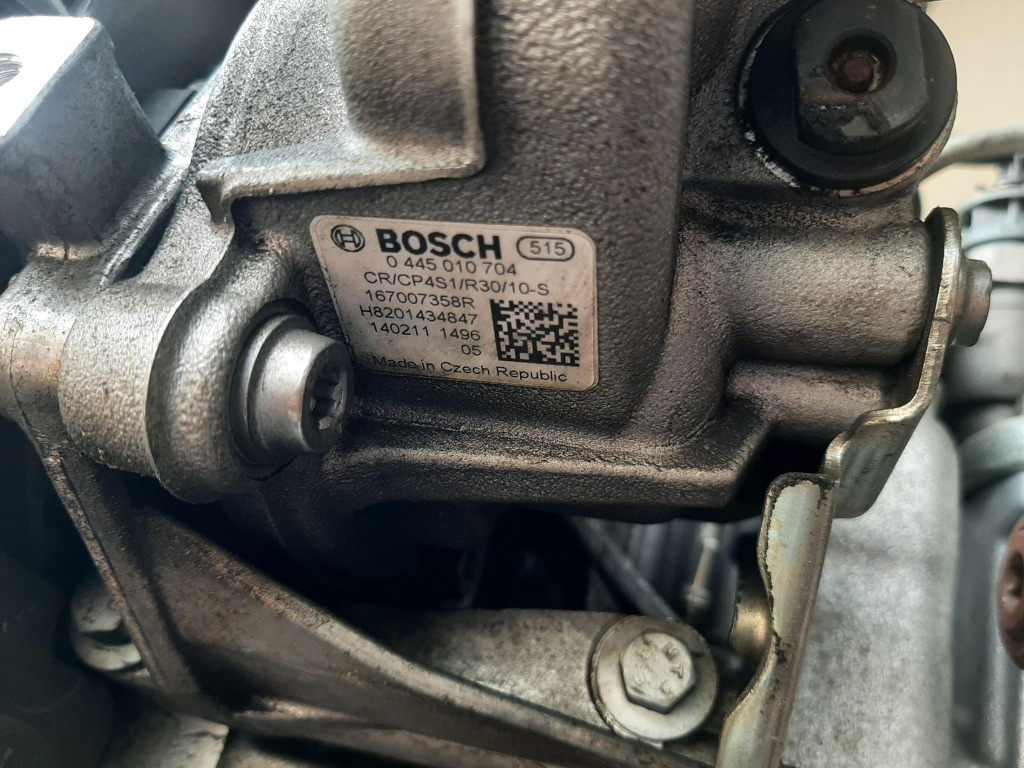 BOSCH 515
0 445 010 704
CR/CP4S1/R30/10-S
167007358R
H8201434847
140211 1496
05
Made in Czech Republic